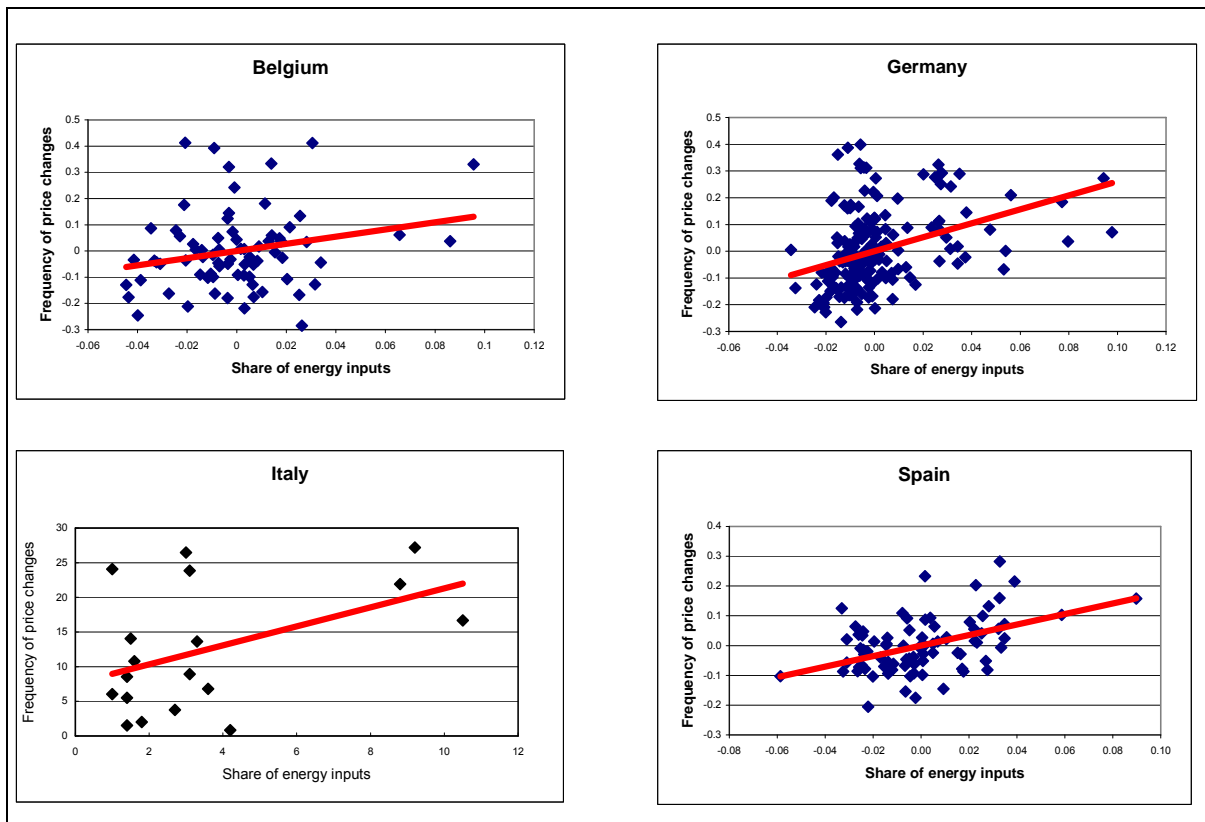 Belgium
Frequency of price changes
0.5
0.4
0.3
0.2
0.1
0
-0.1
-0.2
-0.3
-0.06 -0.04 -0.02 0 0.02 0.04 0.06 0.08 0.1 0.12
Share of energy inputs
Germany
Frequency of price changes
0.5
0.4
0.3
0.2
0.1
0.0
-0.1
-0.2
-0.3
-0.06 -0.04 -0.02 0.00 0.02 0.04 0.06 0.08 0.10 0.12
Share of energy inputs
Italy
Frequency of price changes
30
25
20
15
10
5
0
0 2 4 6 8 10 12
Share of energy inputs
Spain
Frequency of price changes
0.4
0.3
0.2
0.1
0.0
-0.1
-0.2
-0.3
-0.08 -0.06 -0.04 -0.02 0.00 0.02 0.04 0.06 0.08 0.10
Share of energy inputs